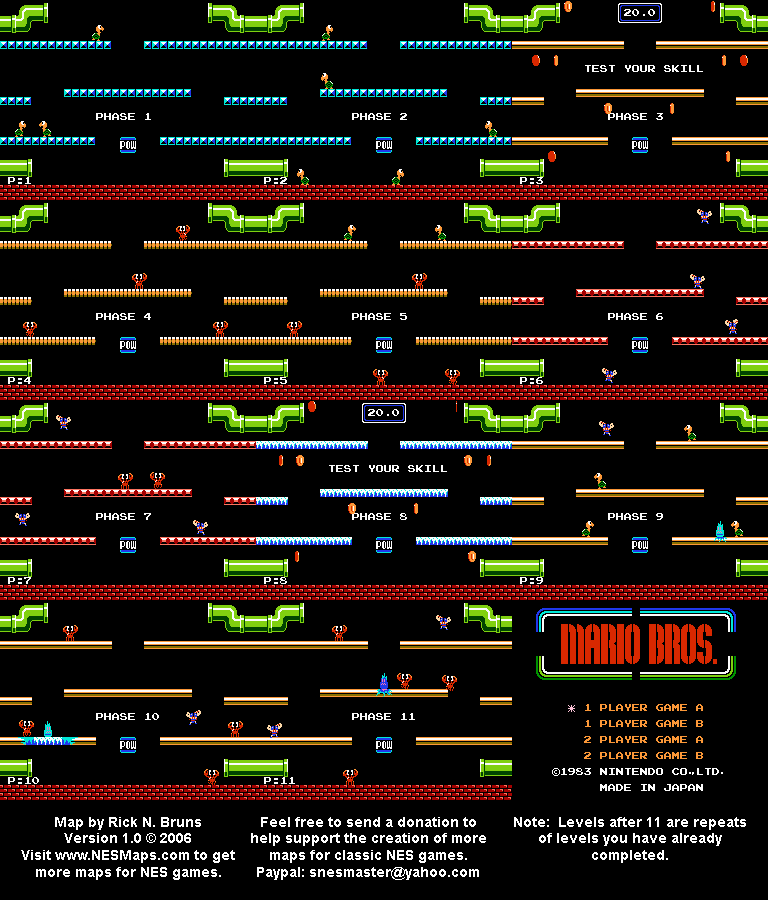 20.0
TEST YOUR SKILL
PHASE 1
PHASE 2
PHASE 3
POW
POW
POW
P:1
P:2
P:3
PHASE 4
PHASE 5
PHASE 6
POW
POW
POW
P:4
P:5
P:6
20.0
TEST YOUR SKILL
PHASE 7
PHASE 8
PHASE 9
POW
POW
POW
P:7
P:8
P:9
PHASE 10
PHASE 11
POW
POW
P:10
P:11
MARIO BROS.
1 PLAYER GAME A
1 PLAYER GAME B
2 PLAYER GAME A
2 PLAYER GAME B
©1983 NINTENDO CO.,LTD.
MADE IN JAPAN
Map by Rick N. Bruns
Version 1.0 © 2006
Visit www.NESMaps.com to get
more maps for NES games.
Feel free to send a donation to
help support the creation of more
maps for classic NES games.
Paypal: snesmaster@yahoo.com
Note: Levels after 11 are repeats
of levels you have already
completed.